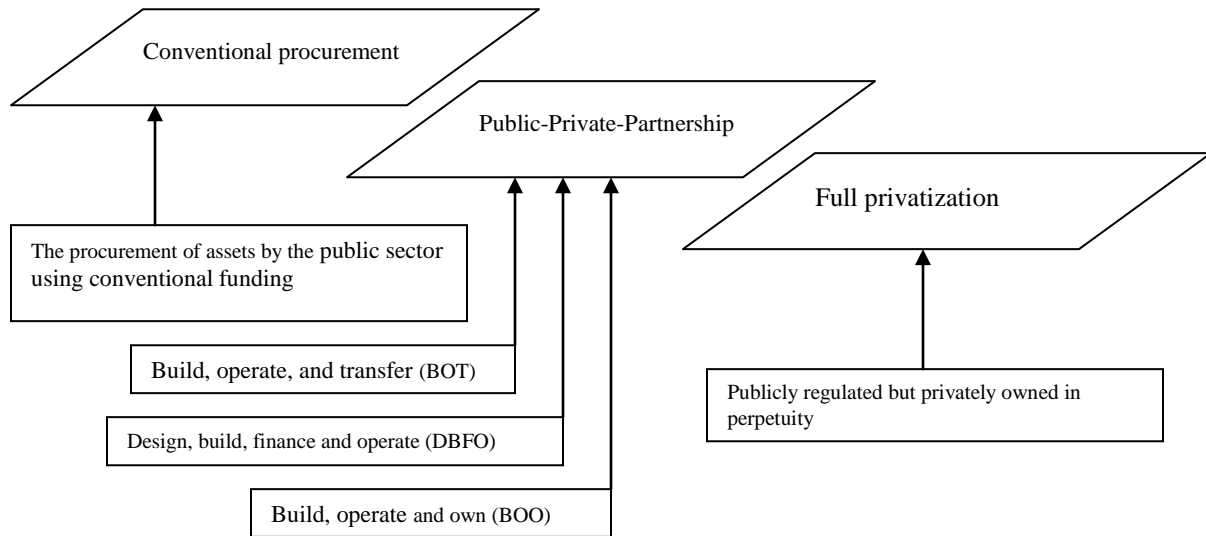 Conventional procurement
Public-Private-Partnership
Full privatization
The procurement of assets by the public sector
using conventional funding
Build, operate, and transfer (BOT)
Design, build, finance and operate (DBFO)
Build, operate and own (BOO)
Publicly regulated but privately owned in
perpetuity